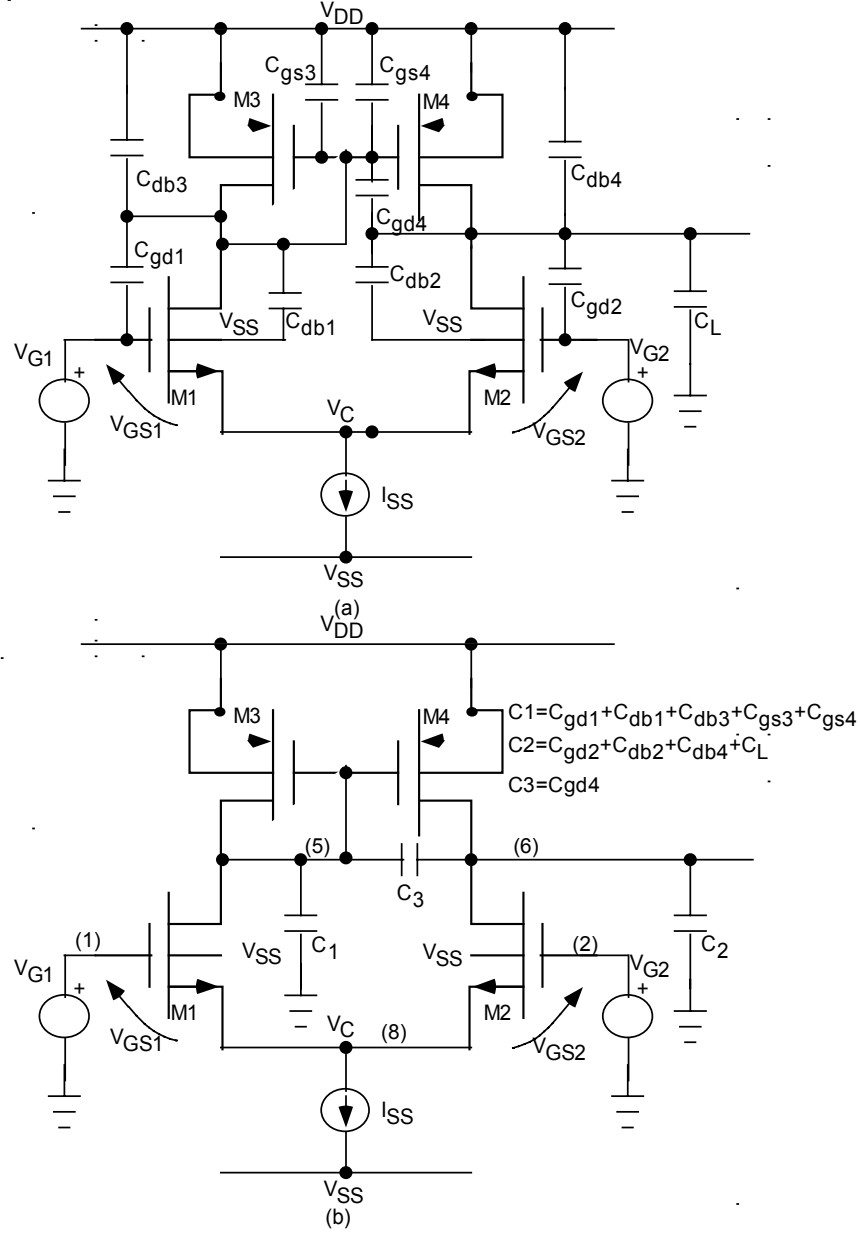 VDD
Cgs3 Cgs4
M3 M4
Cdb3 Cdb4
Cgd4
Cgd1 Cdb2 Cgd2
VSS Cdb1 VSS CL
VG1 + VG2 +
M1 M2
VGS1 VC VGS2
ISS
VSS
(a)
VDD
M3 M4 C1=Cgd1+Cdb1+Cdb3+Cgs3+Cgs4
C2=Cgd2+Cdb2+Cdb4+CL
C3=Cgd4
(5) (6)
C3
(1) VSS C1 VSS (2) C2
VG1 + VG2 +
M1 M2
VGS1 VC (8) VGS2
ISS
VSS
(b)